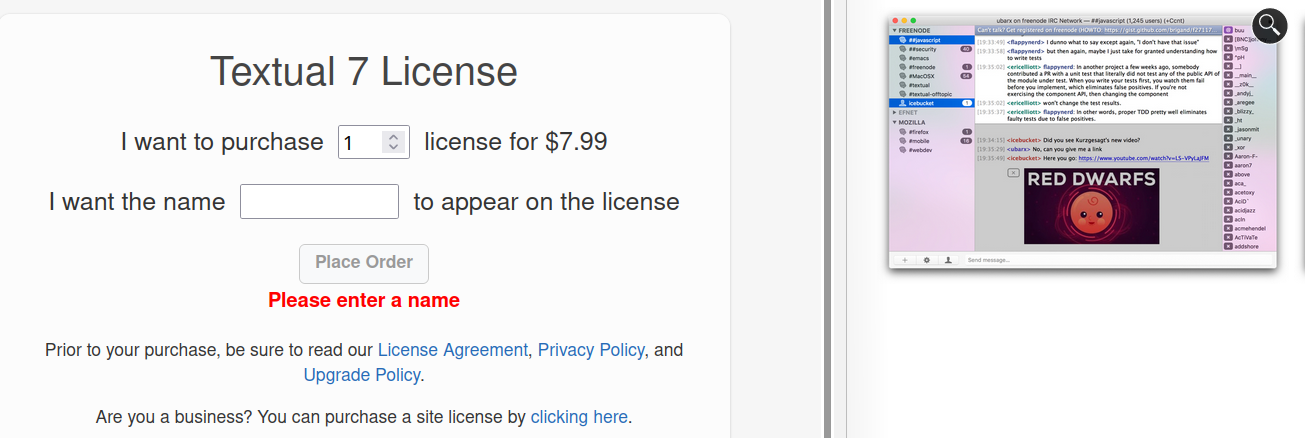 Textual 7 License
I want to purchase 1 license for $7.99
I want the name to appear on the license
Place Order
Please enter a name
Prior to your purchase, be sure to read our License Agreement, Privacy Policy, and
Upgrade Policy.
Are you a business? You can purchase a site license by clicking here.
ubarx on freenode IRC Network — ##javascript (1,245 users) (+Ccnt)
FREENODE
##javascript
##security 40
#emacs
#freenode 1
#MacOSX 64
#textual
#textual-offtopic
icebucket 1
EFNET
MOZILLA
#firefox 1
#mobile 18
#webdev
Can't talk? Get registered on freenode (HOWTO: https://gist.github.com/brigand/f27117...
[19:33:49] <flappynerd> I dunno what to say except again, "I don't have that issue"
[19:33:58] <flappynerd> but then again, maybe I just take for granted understanding how
to write tests
[19:35:02] <ericelliott> flappynerd: In another project a few weeks ago, somebody
contributed a PR with a unit test that literally did not test any of the public API of
the module under test. When you write your tests first, you watch them fail
before you implement, which eliminates false positives. If you're not
exercising the component API, then changing the component
[19:35:02] <ericelliott> won't change the test results.
[19:35:37] <ericelliott> flappynerd: In other words, proper TDD pretty well eliminates
faulty tests due to false positives.
[19:34:15] <icebucket> Did you see Kurzgesagt's new video?
[19:35:29] <ubarx> No, can you give me a link
[19:35:49] <icebucket> Here you go: https://www.youtube.com/watch?v=LS-VPyLaJFM
RED DWARFS
Send message...
buu
|mSg
^pH
__]
__main__
__z0k__
_andyj_
_aregee
_blizzy_
_ht
_jasonmit
_unary
_xor
Aaron-F-
aaron7
above
aca_
acetoxy
AciD`
acidjazz
acln
acmehendel
AcTiVaTe
addshore